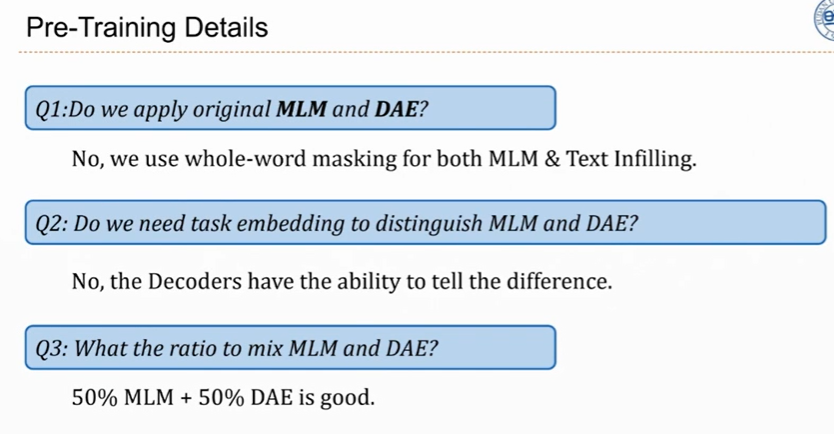 Pre-Training Details
Q1:Do we apply original MLM and DAE?
No, we use whole-word masking for both MLM & Text Infilling.
Q2: Do we need task embedding to distinguish MLM and DAE?
No, the Decoders have the ability to tell the difference.
Q3: What the ratio to mix MLM and DAE?
50% MLM + 50% DAE is good.